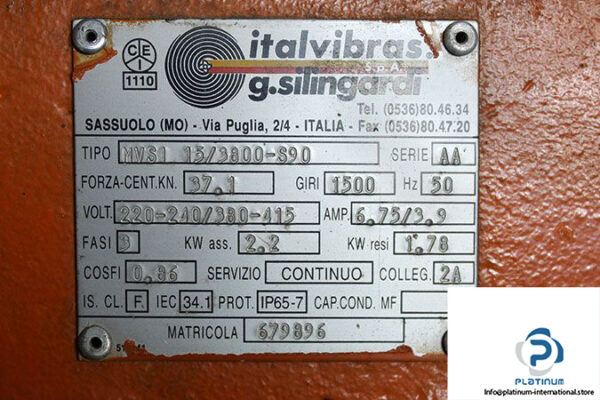 CEI
1110
italvibras.
S.p.A.
g.silingardi
Tel. (0536)80.46.34
SASSUOLO (MO) - Via Puglia, 2/4 - ITALIA - Fax (0536)80.47.20
TIPO MVSI 15/3800-S90 SERIE AA
FORZA-CENT.KN. 37.1 GIRI 1500 Hz 50
VOLT. 220-240/380-415 AMP. 6.75/3.9
FASI 3 KW ass. 2.2 KW resi 1.78
COSFI 0.86 SERVIZIO CONTINUO COLLEG. 2A
IS. CL. F IEC 34.1 PROT. IP65-7 CAP.COND. MF
MATRICOLA 679896
PLATINUM
Info@platinum-international.store